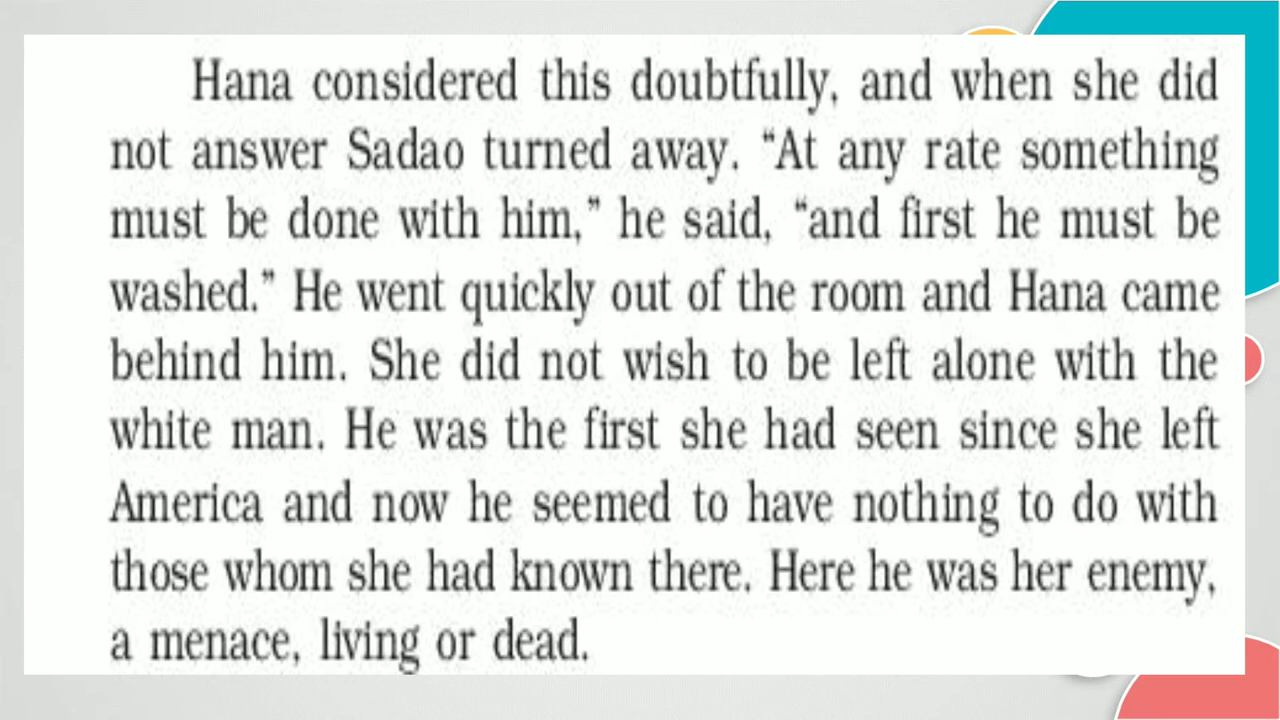 Hana considered this doubtfully, and when she did
not answer Sadao turned away. “At any rate something
must be done with him,” he said, “and first he must be
washed.” He went quickly out of the room and Hana came
behind him. She did not wish to be left alone with the
white man. He was the first she had seen since she left
America and now he seemed to have nothing to do with
those whom she had known there. Here he was her enemy,
a menace, living or dead.